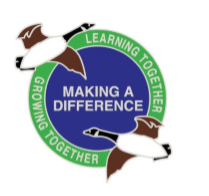 LEARNING TOGETHER
MAKING A
DIFFERENCE
GROWING TOGETHER